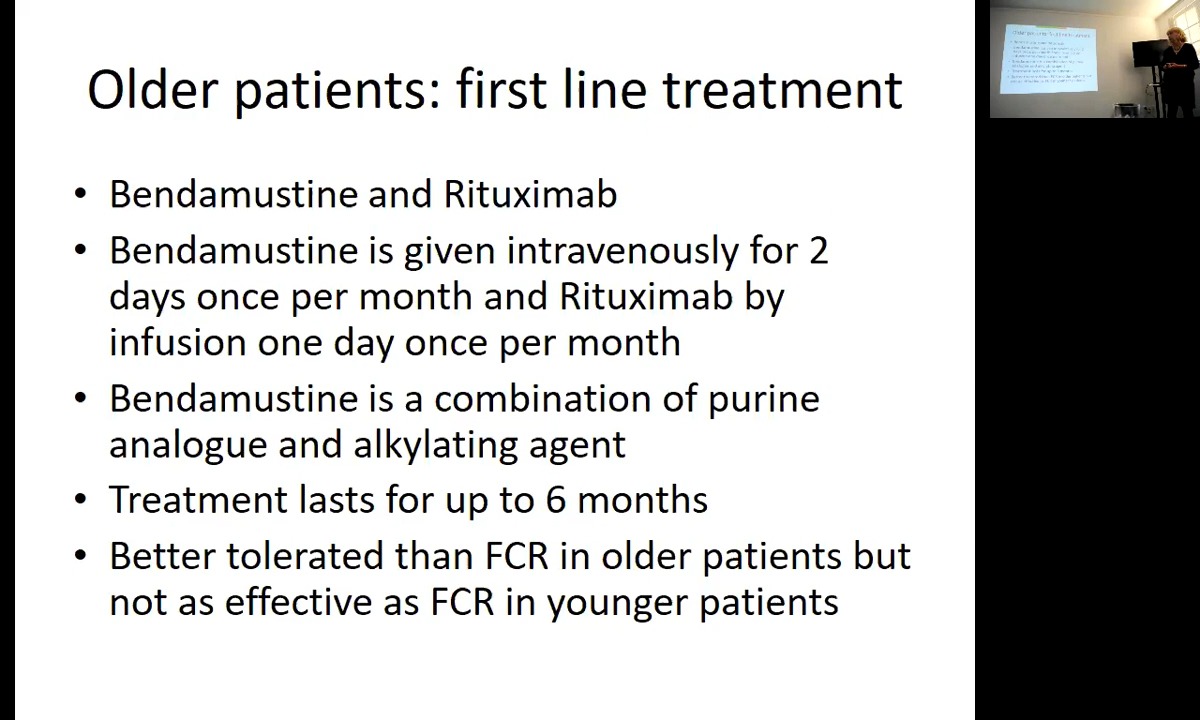 Older patients: first line treatment
• Bendamustine and Rituximab
• Bendamustine is given intravenously for 2
days once per month and Rituximab by
infusion one day once per month
• Bendamustine is a combination of purine
analogue and alkylating agent
• Treatment lasts for up to 6 months
• Better tolerated than FCR in older patients but
not as effective as FCR in younger patients